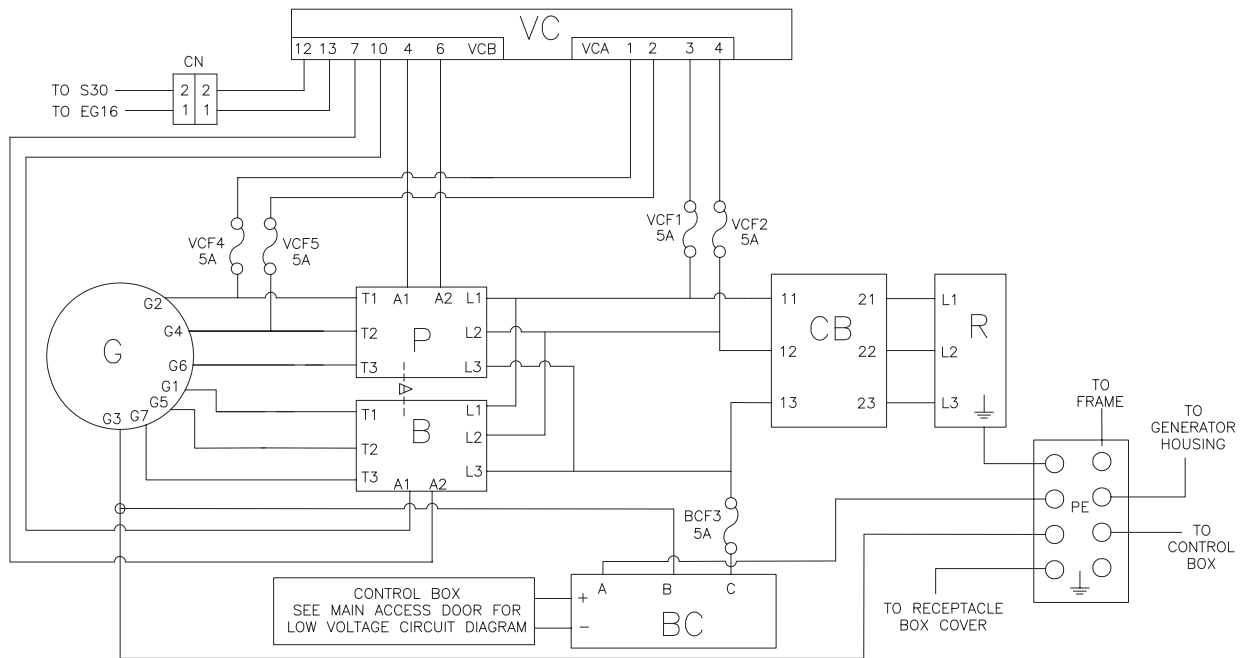 VC
12 13 7 10 4 6 VCB
VCA 1 2 3 4
CN
TO S30
2 2
TO EG16
1 1
VCF4
5A
VCF5
5A
VCF1
5A
VCF2
5A
G
G2
G4
G6
G1
G5
G7
G3
P
T1 A1 A2 L1
T2 L2
T3 L3
B
T1 L1
T2 L2
T3 L3
A1 A2
CB
11 21
12 22
13 23
R
L1
L2
L3
TO
FRAME
TO
GENERATOR
HOUSING
PE
TO
CONTROL
BOX
TO RECEPTACLE
BOX COVER
BCF3
5A
A B C
BC
+
−
CONTROL BOX
SEE MAIN ACCESS DOOR FOR
LOW VOLTAGE CIRCUIT DIAGRAM